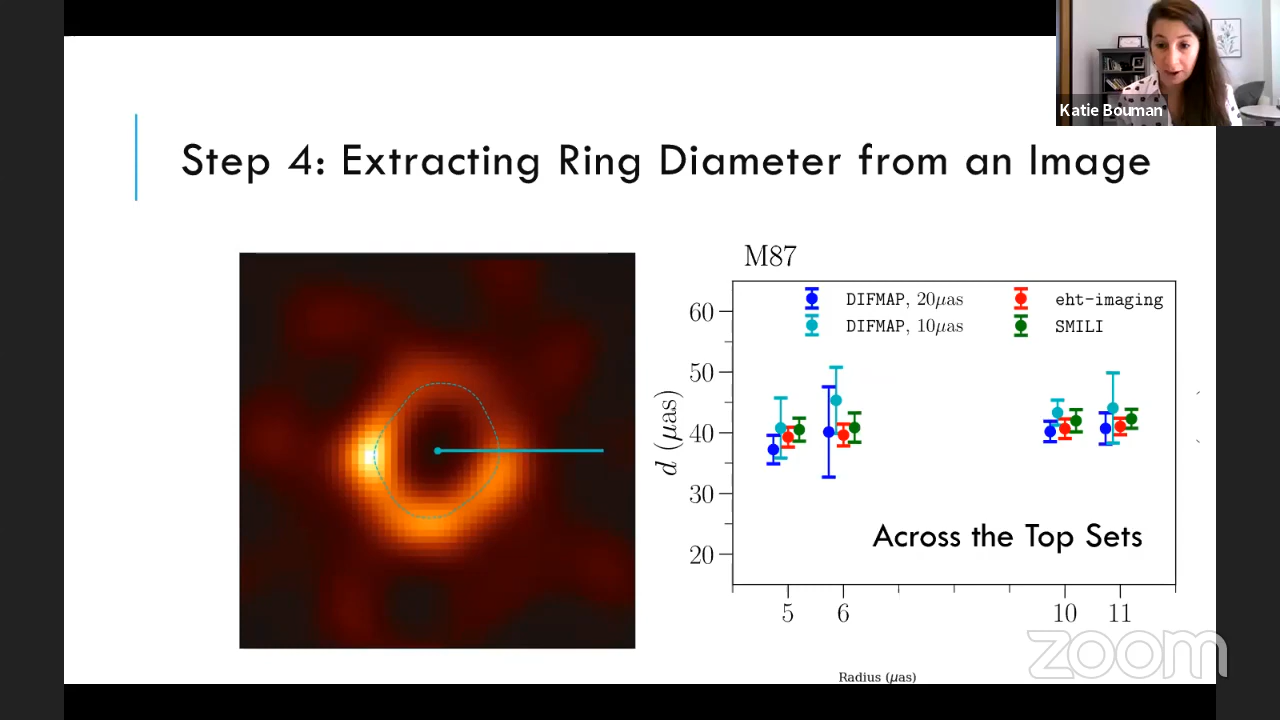 Katie Bouman
Step 4: Extracting Ring Diameter from an Image
M87
DIFMAP, 20μas
eht-imaging
DIFMAP, 10μas
SMILI
60
50
40
30
20
d (μas)
Across the Top Sets
5 6 10 11
Radius (μas)
zoom